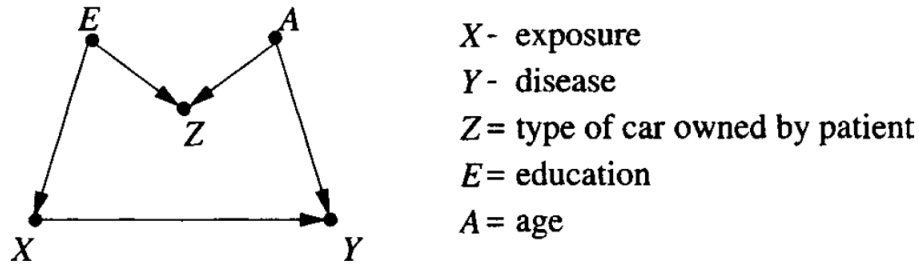 E A
Z
X Y
X - exposure
Y - disease
Z = type of car owned by patient
E = education
A = age